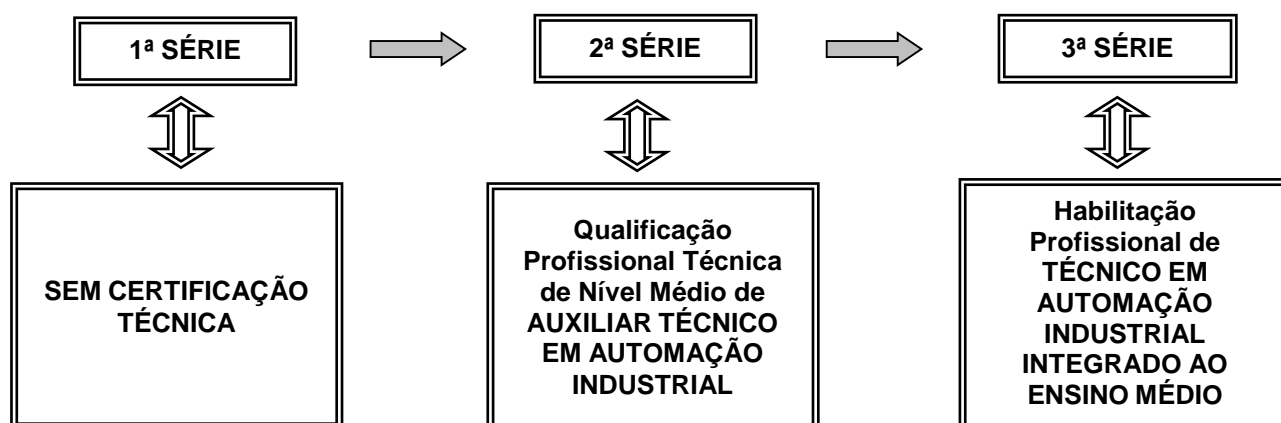 1ª SÉRIE
2ª SÉRIE
3ª SÉRIE
SEM CERTIFICAÇÃO
TÉCNICA
Qualificação
Profissional Técnica
de Nível Médio de
AUXILIAR TÉCNICO
EM AUTOMAÇÃO
INDUSTRIAL
Habilitação
Profissional de
TÉCNICO EM
AUTOMAÇÃO
INDUSTRIAL
INTEGRADO AO
ENSINO MÉDIO